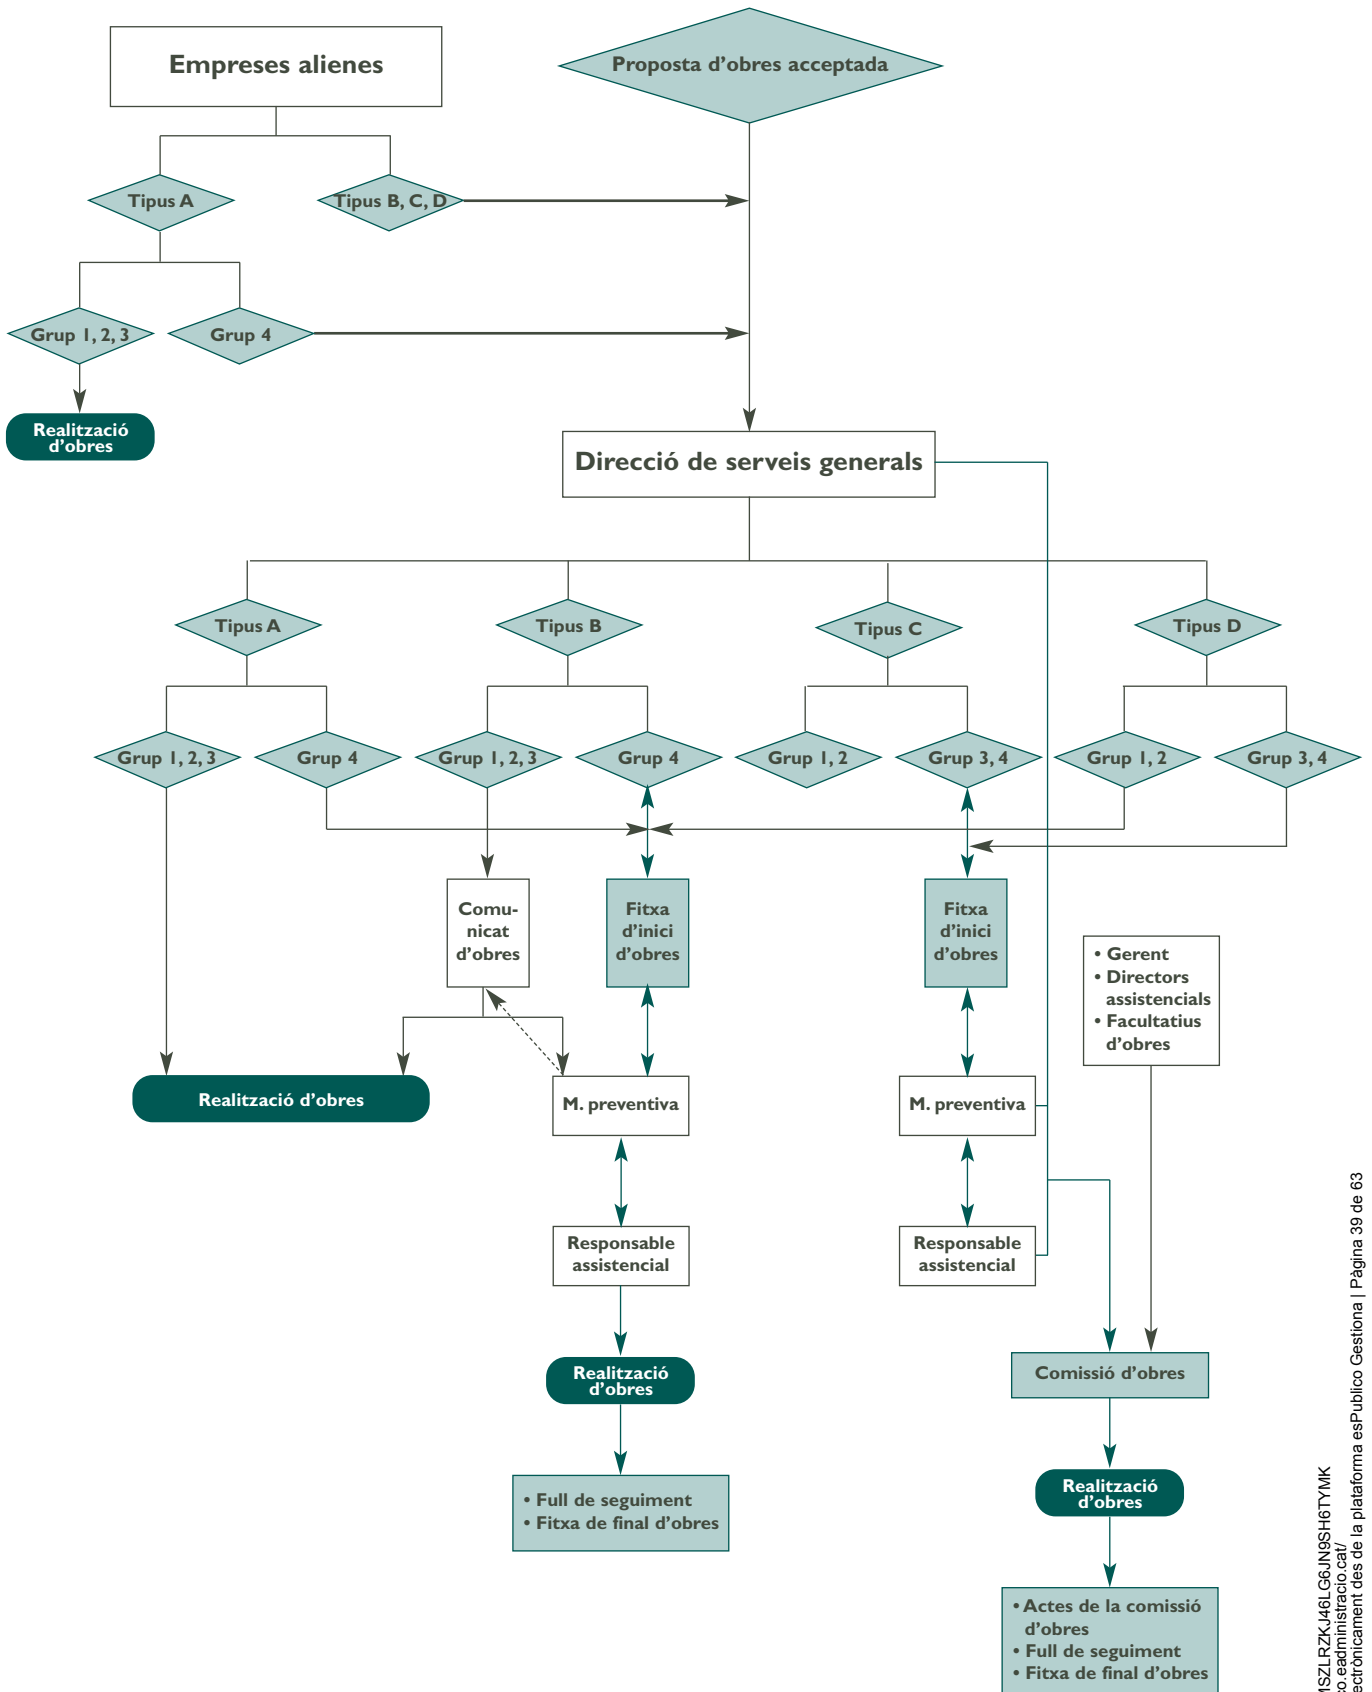 Empreses alienes
Proposta d'obres acceptada
Tipus A
Tipus B, C, D
Grup 1, 2, 3
Grup 4
Realització
d'obres
Direcció de serveis generals
Tipus A
Tipus B
Tipus C
Tipus D
Grup 1, 2, 3
Grup 4
Grup 1, 2, 3
Grup 4
Grup 1, 2
Grup 3, 4
Grup 1, 2
Grup 3, 4
Comu-
nicat
d'obres
Fitxa
d'inici
d'obres
Fitxa
d'inici
d'obres
• Gerent
• Directors
assistencials
• Facultatius
d'obres
Realització d'obres
M. preventiva
M. preventiva
Responsable
assistencial
Responsable
assistencial
Realització
d'obres
Comissió d'obres
• Full de seguiment
• Fitxa de final d'obres
Realització
d'obres
• Actes de la comissió
d'obres
• Full de seguiment
• Fitxa de final d'obres
MSZLRZKJ46LG6JN9SH6TYMK
co.eadministracio.cat/
ectrònicament des de la plataforma esPublico Gestiona | Pàgina 39 de 63